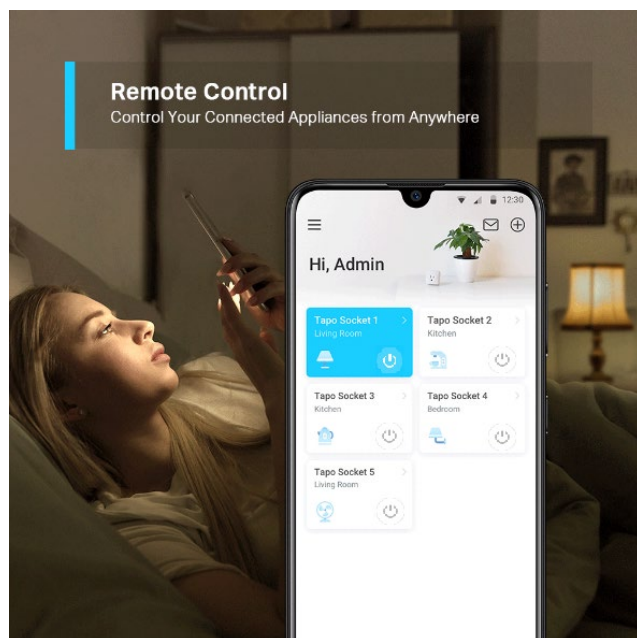 Remote Control
Control Your Connected Appliances from Anywhere
12:30
Hi, Admin
Tapo Socket 1
Living Room
Tapo Socket 2
Kitchen
Tapo Socket 3
Kitchen
Tapo Socket 4
Bedroom
Tapo Socket 5
Living Room